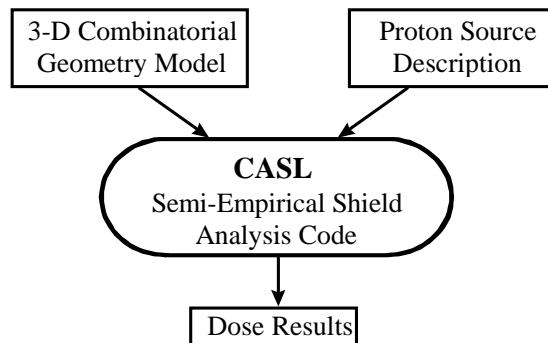 3-D Combinatorial
Geometry Model
Proton Source
Description
CASL
Semi-Empirical Shield
Analysis Code
Dose Results